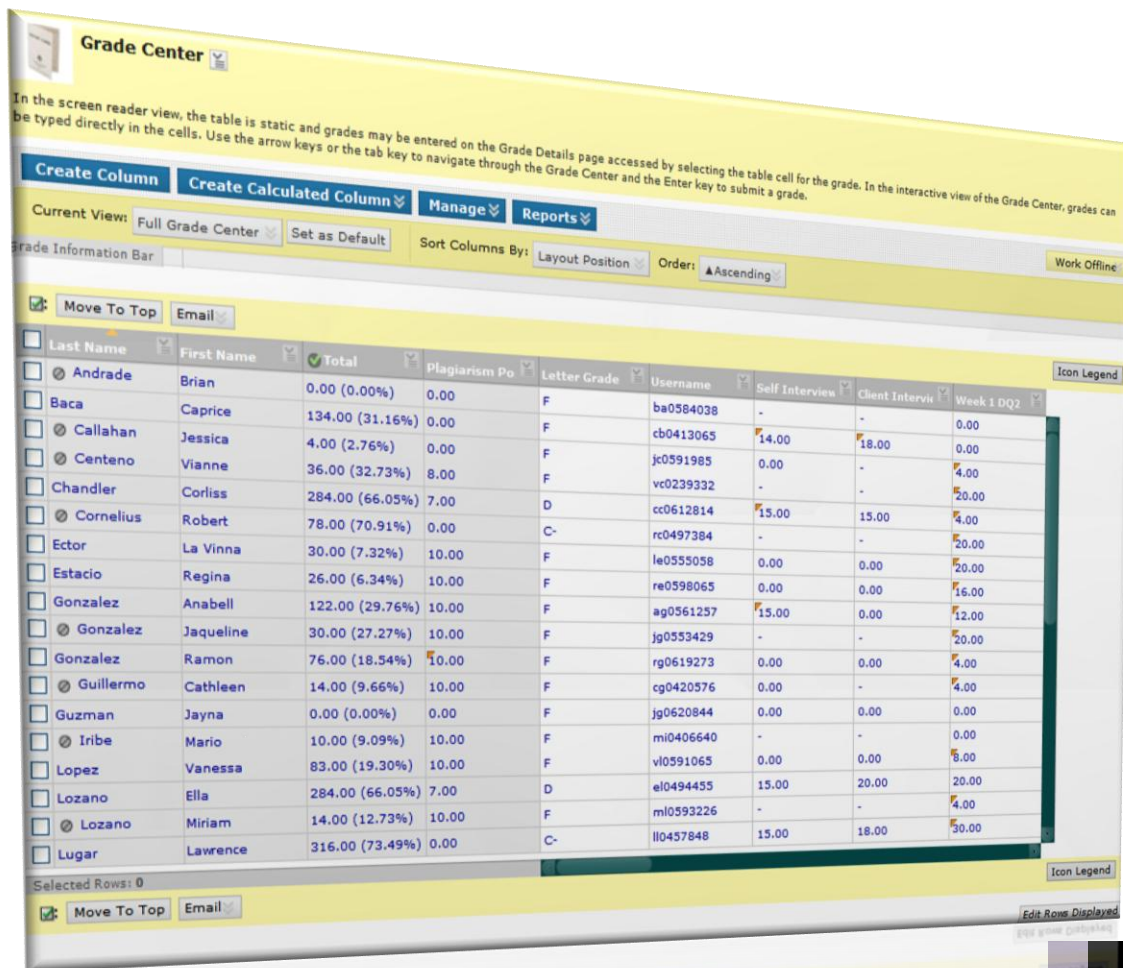 Grade Center
In the screen reader view, the table is static and grades may be entered on the Grade Details page accessed by selecting the table cell for the grade. In the interactive view of the Grade Center, grades can
be typed directly in the cells. Use the arrow keys or the tab key to navigate through the Grade Center and the Enter key to submit a grade.
Create Column Create Calculated Column Manage Reports
Current View: Full Grade Center Set as Default Sort Columns By: Layout Position Order: ▲Ascending Work Offline
Grade Information Bar
Move To Top Email Icon Legend
Last Name First Name Total Plagiarism Po Letter Grade Username Self Interview Client Intervie Week 1 DQ2
Andrade Brian 0.00 (0.00%) 0.00 F ba0584038 - - 0.00
Baca Caprice 134.00 (31.16%) 0.00 F cb0413065 14.00 18.00 0.00
Callahan Jessica 4.00 (2.76%) 0.00 F jc0591985 0.00 - 4.00
Centeno Vianne 36.00 (32.73%) 8.00 F vc0239332 - - 20.00
Chandler Corliss 284.00 (66.05%) 7.00 D cc0612814 15.00 15.00 4.00
Cornelius Robert 78.00 (70.91%) 0.00 C- rc0497384 - - 20.00
Ector La Vinna 30.00 (7.32%) 10.00 F le0555058 0.00 0.00 20.00
Estacio Regina 26.00 (6.34%) 10.00 F re0598065 0.00 0.00 16.00
Gonzalez Anabell 122.00 (29.76%) 10.00 F ag0561257 15.00 0.00 12.00
Gonzalez Jaqueline 30.00 (27.27%) 10.00 F jg0553429 - - 20.00
Gonzalez Ramon 76.00 (18.54%) 10.00 F rg0619273 0.00 0.00 4.00
Guillermo Cathleen 14.00 (9.66%) 10.00 F cg0420576 0.00 - 4.00
Guzman Jayna 0.00 (0.00%) 0.00 F jg0620844 0.00 0.00 0.00
Iribe Mario 10.00 (9.09%) 10.00 F mi0406640 - - 0.00
Lopez Vanessa 83.00 (19.30%) 10.00 F vl0591065 0.00 0.00 8.00
Lozano Ella 284.00 (66.05%) 7.00 D el0494455 15.00 20.00 20.00
Lozano Miriam 14.00 (12.73%) 10.00 F ml0593226 - - 4.00
Lugar Lawrence 316.00 (73.49%) 0.00 C- ll0457848 15.00 18.00 30.00
Selected Rows: 0 Icon Legend
Move To Top Email Edit Rows Displayed